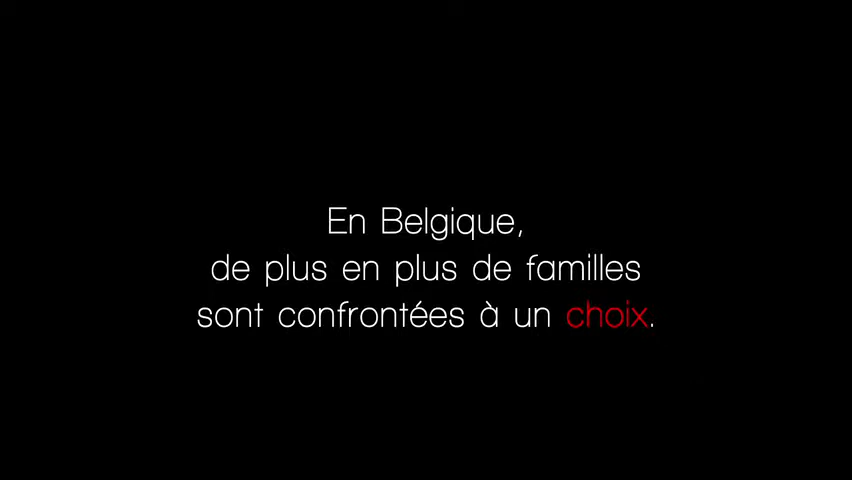 En Belgique,
de plus en plus de familles
sont confrontées à un choix.